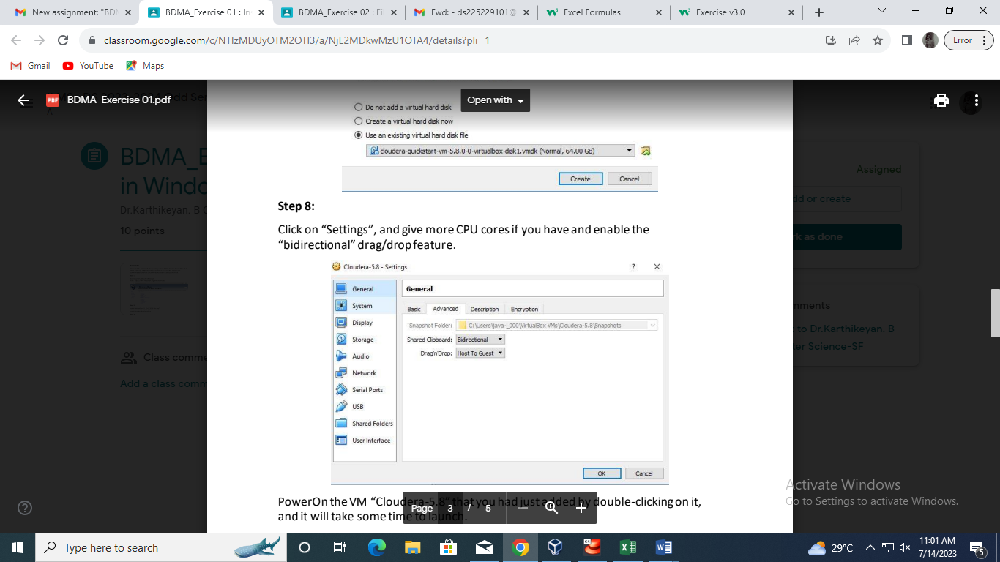 New assignment: "BDM
BDMA_Exercise 01 : In
BDMA_Exercise 02 : Fi
Fwd: - ds225229101@
Excel Formulas
Exercise v3.0
classroom.google.com/c/NTIzMDUyOTM2OTI3/a/NjE2MDkwMzU1OTA4/details?pli=1
Error
Gmail
YouTube
Maps
PDF BDMA_Exercise 01.pdf
Open with
Do not add a virtual hard disk
Create a virtual hard disk now
Use an existing virtual hard disk file
cloudera-quickstart-vm-5.8.0-0-virtualbox-disk1.vmdk (Normal, 64.00 GB)
Create Cancel
BDMA_E
in Windo
Dr.Karthikeyan. B
10 points
Class comme
Add a class comm
Assigned
dd or create
rk as done
mments
to Dr.Karthikeyan. B
ter Science-SF
Step 8:
Click on “Settings”, and give more CPU cores if you have and enable the
“bidirectional” drag/drop feature.
Cloudera-5.8 - Settings ?
General
System
Display
Storage
Audio
Network
Serial Ports
USB
Shared Folders
User Interface
General
Basic Advanced Description Encryption
Snapshot Folder: C:\Users\java-_000\VirtualBox VMs\Cloudera-5.8\Snapshots
Shared Clipboard: Bidirectional
Drag'n'Drop: Host To Guest
OK Cancel
PowerOn the VM “Cloudera-5.8” that you had just added by double-clicking on it,
and it will take some time to launch.
Page 3 / 5
Activate Windows
Go to Settings to activate Windows.
Type here to search
64
29°C
11:01 AM
7/14/2023
5